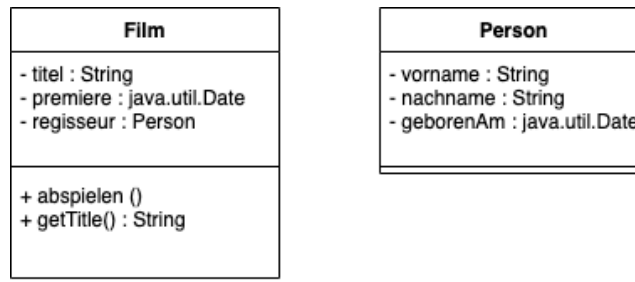 Film
- titel : String
- premiere : java.util.Date
- regisseur : Person
+ abspielen ()
+ getTitle() : String
Person
- vorname : String
- nachname : String
- geborenAm : java.util.Date